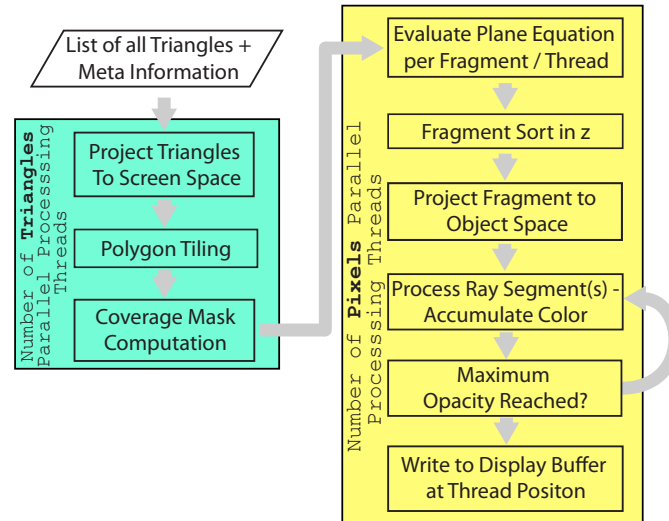 List of all Triangles +
Meta Information
Number of Triangles
Parallel Processsing
Threads
Project Triangles
To Screen Space
Polygon Tiling
Coverage Mask
Computation
Number of Pixels Parallel
Processsing Threads
Evaluate Plane Equation
per Fragment / Thread
Fragment Sort in z
Project Fragment to
Object Space
Process Ray Segment(s) -
Accumulate Color
Maximum
Opacity Reached?
Write to Display Buffer
at Thread Positon